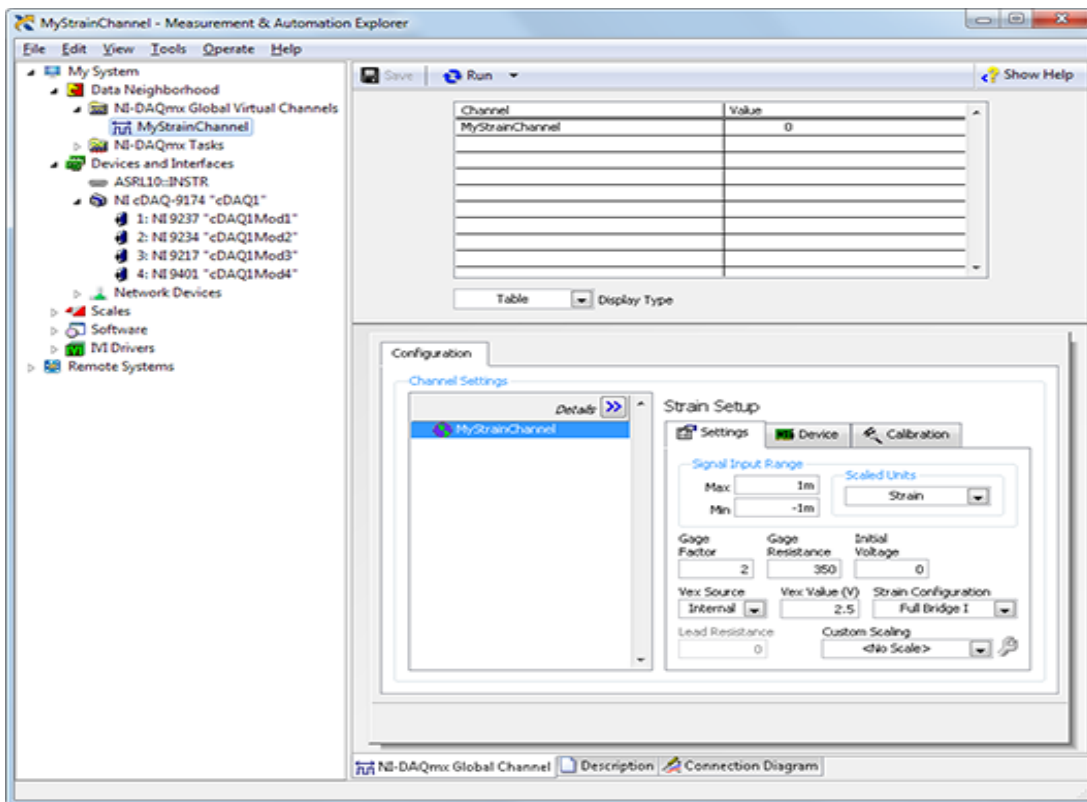 MyStrainChannel - Measurement & Automation Explorer
File Edit View Tools Operate Help
My System
Data Neighborhood
NI-DAQmx Global Virtual Channels
MyStrainChannel
NI-DAQmx Tasks
Devices and Interfaces
ASRL10::INSTR
NI cDAQ-9174 "cDAQ1"
1: NI 9237 "cDAQ1Mod1"
2: NI 9234 "cDAQ1Mod2"
3: NI 9217 "cDAQ1Mod3"
4: NI 9401 "cDAQ1Mod4"
Network Devices
Scales
Software
IVI Drivers
Remote Systems
Save Run Show Help
Channel Value
MyStrainChannel 0
Table Display Type
Configuration
Channel Settings
Details
MyStrainChannel
Strain Setup
Settings Device Calibration
Signal Input Range
Scaled Units
Max 1m
Strain
Min -1m
Gage Factor Gage Resistance Initial Voltage
2 350 0
Vex Source Vex Value (V) Strain Configuration
Internal 2.5 Full Bridge I
Lead Resistance Custom Scaling
0 <No Scale>
NI-DAQmx Global Channel Description Connection Diagram